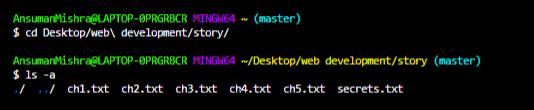 AnsumanMishra@LAPTOP-0PRGRBCR MINGW64 ~ (master)
$ cd Desktop/web\ development/story/
AnsumanMishra@LAPTOP-0PRGRBCR MINGW64 ~/Desktop/web development/story (master)
$ ls -a
./  ../  ch1.txt  ch2.txt  ch3.txt  ch4.txt  ch5.txt  secrets.txt